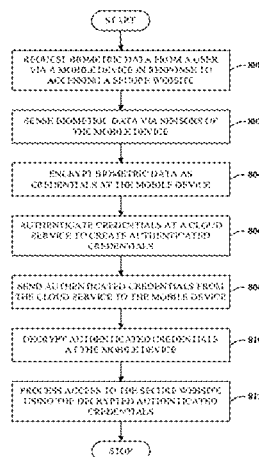 START
REQUEST BIOMETRIC DATA FROM A USER
VIA A MOBILE DEVICE IN RESPONSE TO
ACCESSING A SECURE WEBSITE
SENSE BIOMETRIC DATA VIA SENSORS OF
THE MOBILE DEVICE
ENCRYPT BIOMETRIC DATA AS
CREDENTIALS AT THE MOBILE DEVICE
AUTHENTICATE CREDENTIALS AT A CLOUD
SERVICE TO CREATE AUTHENTICATED
CREDENTIALS
SEND AUTHENTICATED CREDENTIALS FROM
THE CLOUD SERVICE TO THE MOBILE DEVICE
DECRYPT AUTHENTICATED CREDENTIALS
AT THE MOBILE DEVICE
PROCESS ACCESS TO THE SECURE WEBSITE
USING THE DECRYPTED AUTHENTICATED
CREDENTIALS
STOP